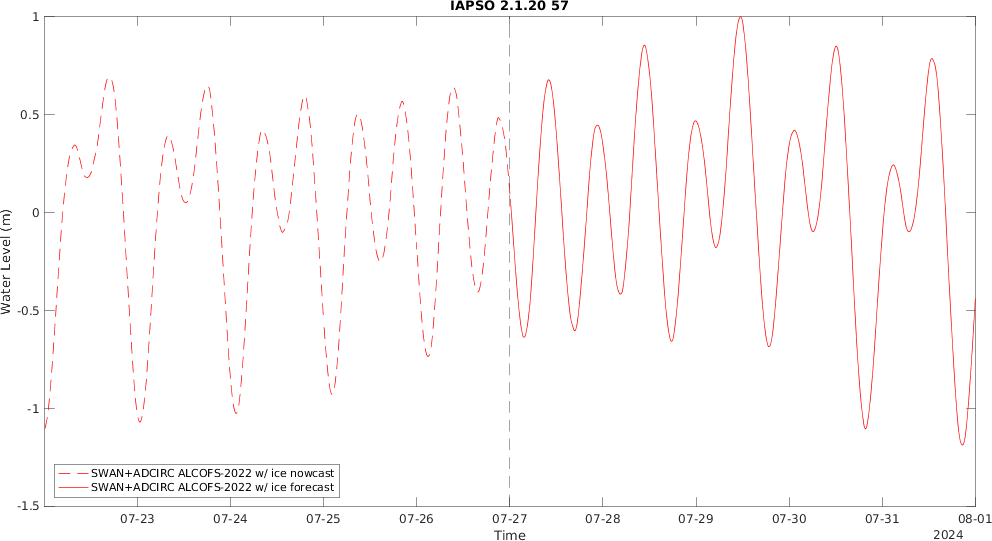 IAPSO 2.1.20 57
Water Level (m)
1
0.5
0
-0.5
-1
-1.5
SWAN+ADCIRC ALCOFS-2022 w/ ice nowcast
SWAN+ADCIRC ALCOFS-2022 w/ ice forecast
07-23 07-24 07-25 07-26 07-27 07-28 07-29 07-30 07-31 08-01
Time
2024